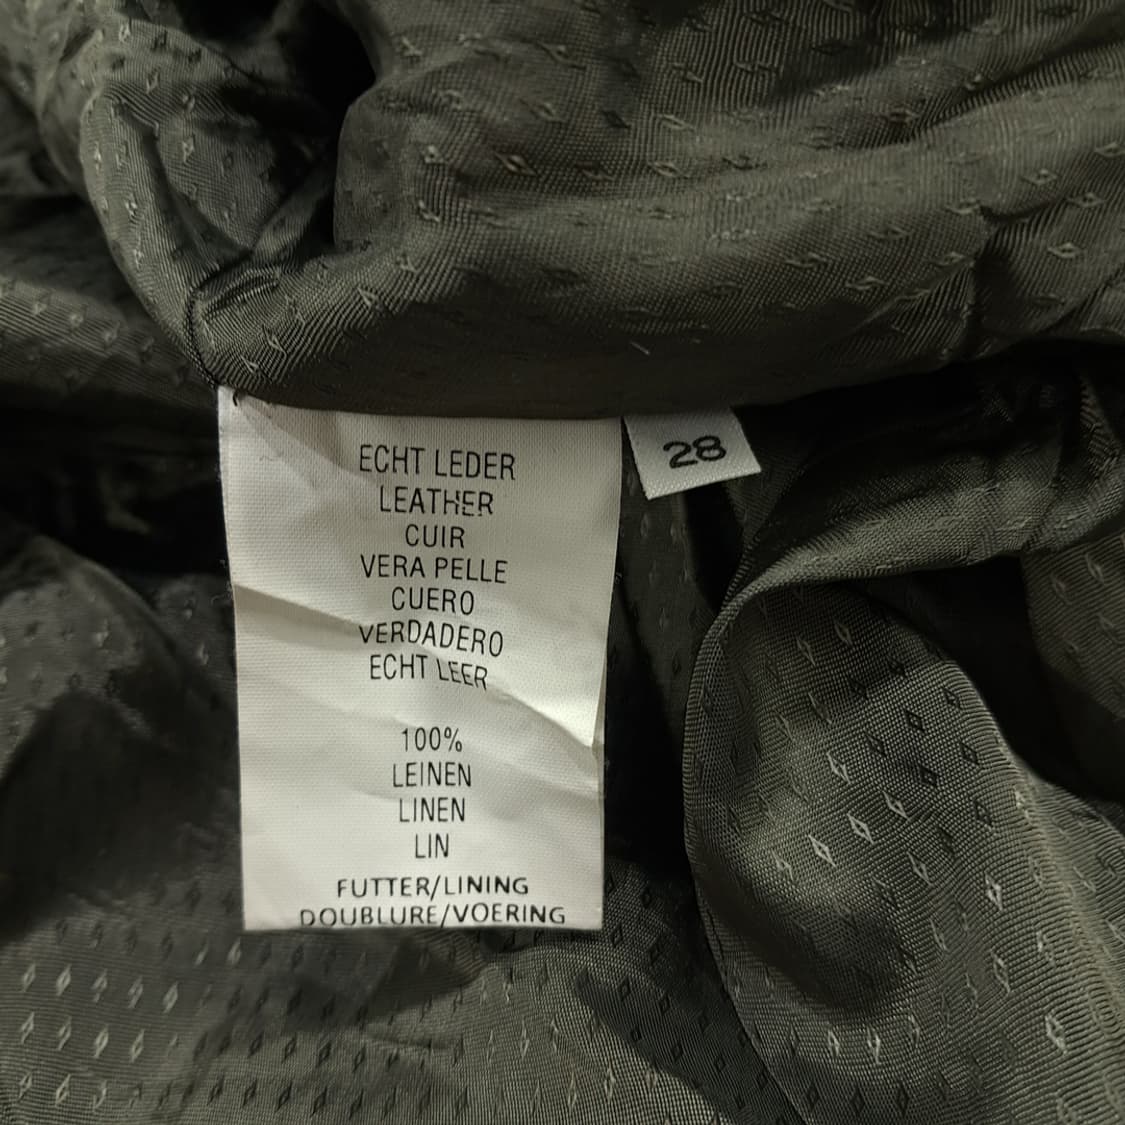 ECHT LEDER
LEATHER
CUIR
VERA PELLE
CUERO
VERDADERO
ECHT LEER
100%
LEINEN
LINEN
LIN
FUTTER/LINING
DOUBLURE/VOERING
28